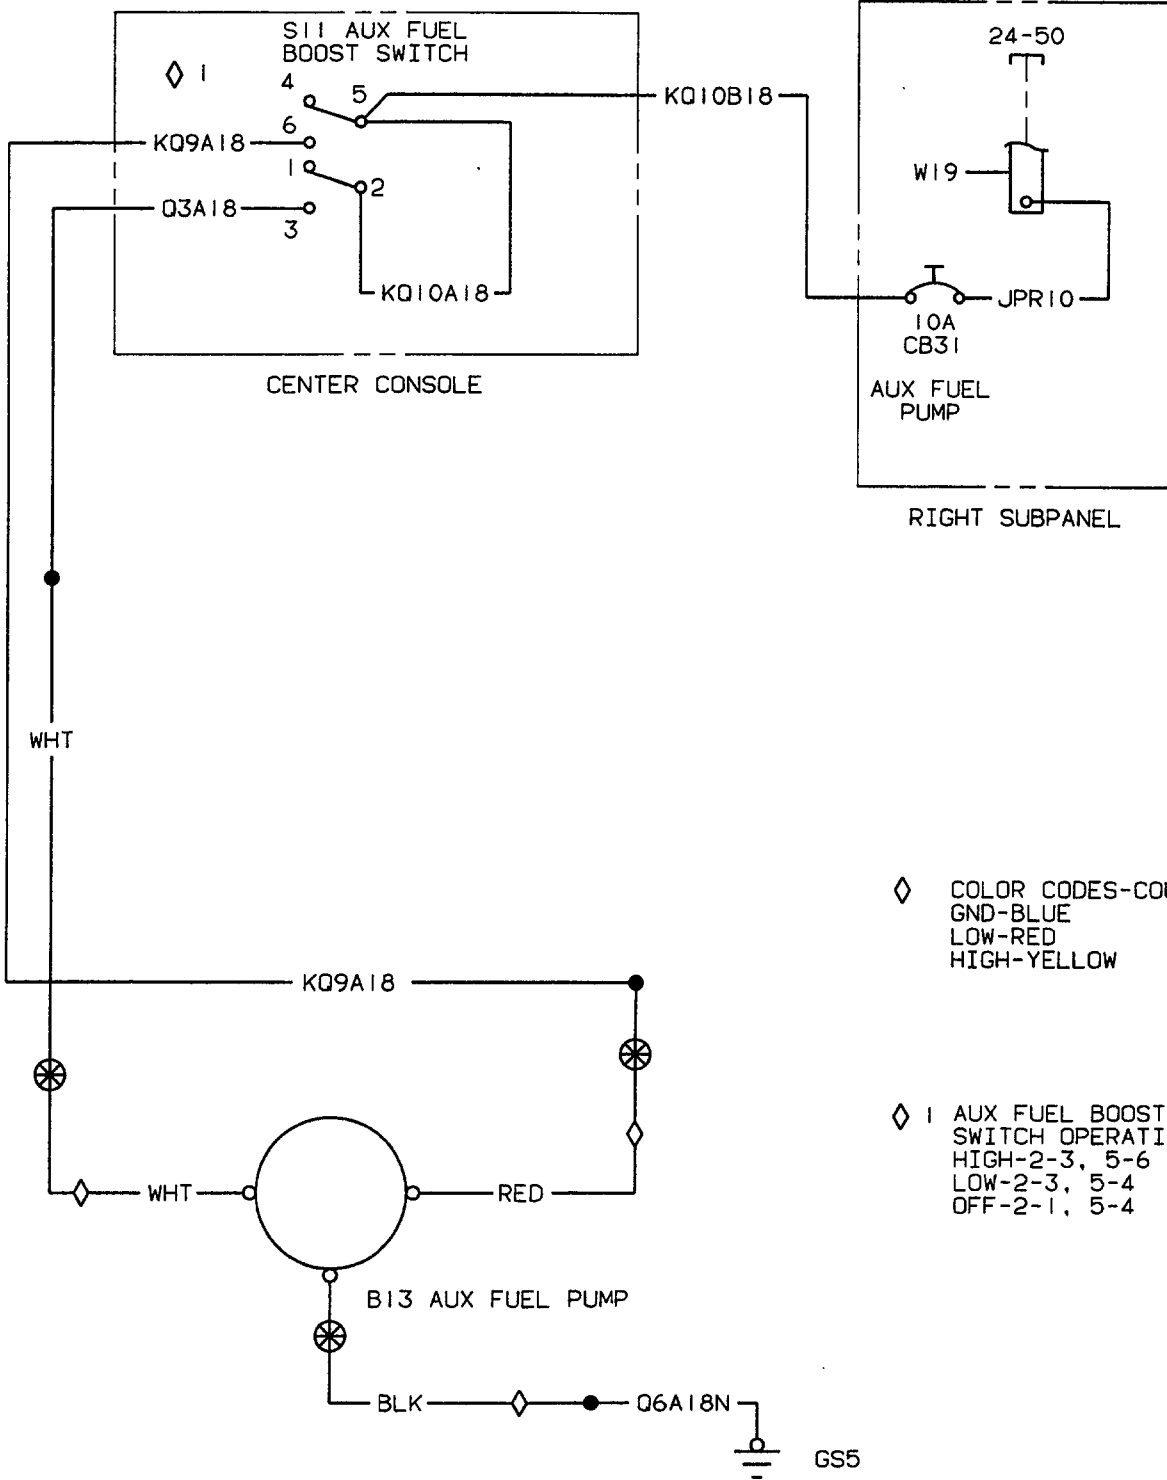 S11 AUX FUEL
BOOST SWITCH
1
4
5
6
1
2
3
KQ9A18
Q3A18
KQ10A18
KQ10B18
CENTER CONSOLE
24-50
W19
JPR10
10A
CB31
AUX FUEL
PUMP
RIGHT SUBPANEL
WHT
COLOR CODES-
GND-BLUE
LOW-RED
HIGH-YELLOW
KQ9A18
1 AUX FUEL BOOST
SWITCH
HIGH-2-3, 5-6
LOW-2-3, 5-4
OFF-2-1, 5-4
WHT
RED
B13 AUX FUEL PUMP
BLK
Q6A18N
GS5